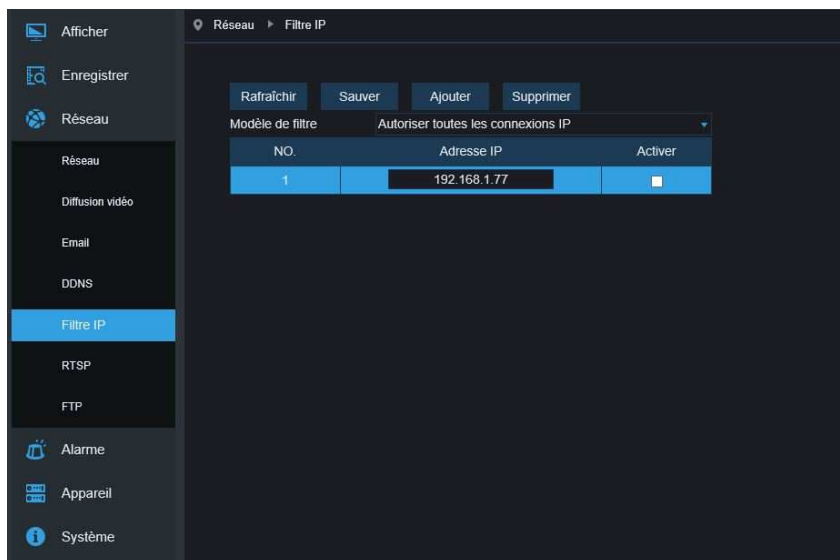 Afficher
Enregistrer
Réseau
Réseau
Diffusion vidéo
Email
DDNS
Filtre IP
RTSP
FTP
Alarme
Appareil
Système
Réseau Filtre IP
Rafraîchir Sauver Ajouter Supprimer
Modèle de filtre Autoriser toutes les connexions IP
NO. Adresse IP Activer
1 192.168.1.77